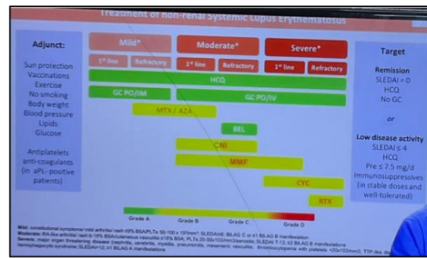 Treatment of non-renal Systemic Lupus Erythematosus
Adjunct:
Sun protection
Vaccinations
Exercise
No smoking
Body weight
Blood pressure
Lipids
Glucose
Antiplatelets
anti-coagulants
(in aPL- positive
patients)
Mild* Moderate* Severe*
1st line Refractory 1st line Refractory 1st line Refractory
HCQ
GC PO/IM GC PO/IV
MTX / AZA
BEL
CNI
MMF
CYC
RTX
Grade A Grade B Grade C Grade D
Target
Remission
SLEDAI = 0
HCQ
No GC
or
Low disease activity
SLEDAI ≤ 4
HCQ
Pre ≤ 7.5 mg/d
immunosuppressives
(in stable doses and
well-tolerated)